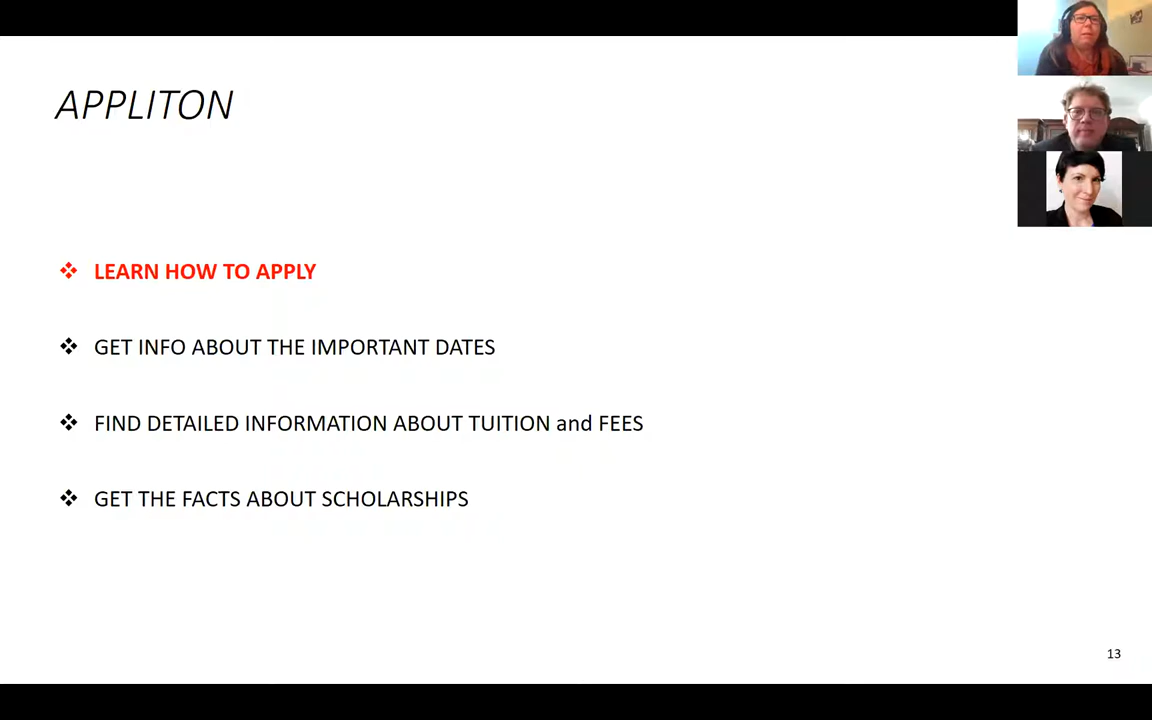 APPLITON
LEARN HOW TO APPLY
GET INFO ABOUT THE IMPORTANT DATES
FIND DETAILED INFORMATION ABOUT TUITION and FEES
GET THE FACTS ABOUT SCHOLARSHIPS
13